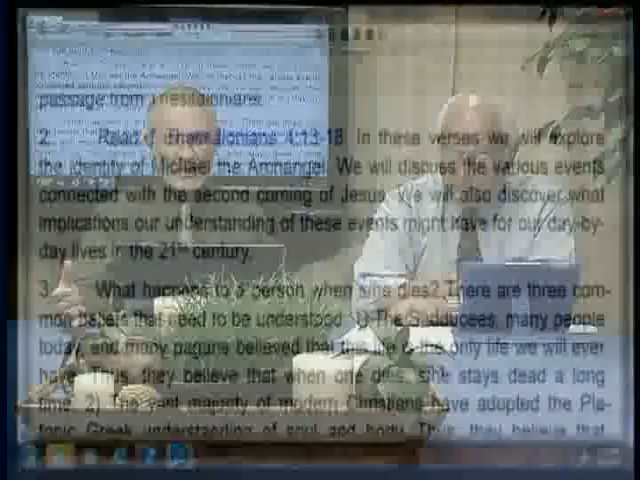 passage from Thessalonians.
2. Read 1 Thessalonians 4:13-18. In these verses we will explore
the identity of Michael the Archangel. We will discuss the various events
connected with the second coming of Jesus. We will also discover what
implications our understanding of these events might have for our day-by-
day lives in the 21st century.
3. What happens to a person when s/he dies? There are three com-
mon beliefs that need to be understood 1) The Sadducees, many people
today, and many pagans believed that this life is the only life we will ever
have. Thus, they believe that when one dies, s/he stays dead a long
time. 2) The vast majority of modern Christians have adopted the Pla-
tonic Greek understanding of soul and body. Thus, they believe that